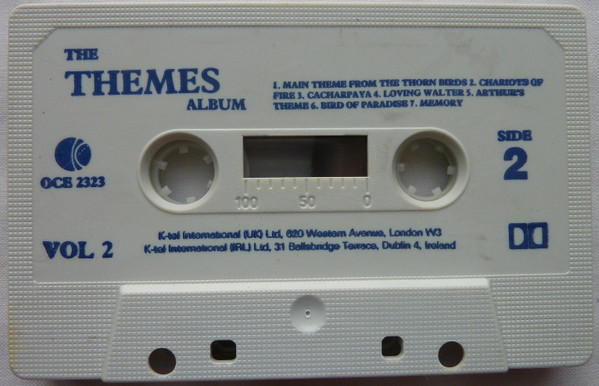 THE
THEMES
ALBUM
1. MAIN THEME FROM THE THORN BIRDS 2. CHARIOTS OF
FIRE 3. CACHARPAYA 4. LOVING WALTER 5. ARTHUR'S
THEME 6. BIRD OF PARADISE 7. MEMORY
SIDE
2
OCE 2323
100 50 0
VOL 2
K-tel International (UK) Ltd, 620 Western Avenue, London W3
K-tel International (IRL) Ltd, 31 Ballsbridge Terrace, Dublin 4, Ireland